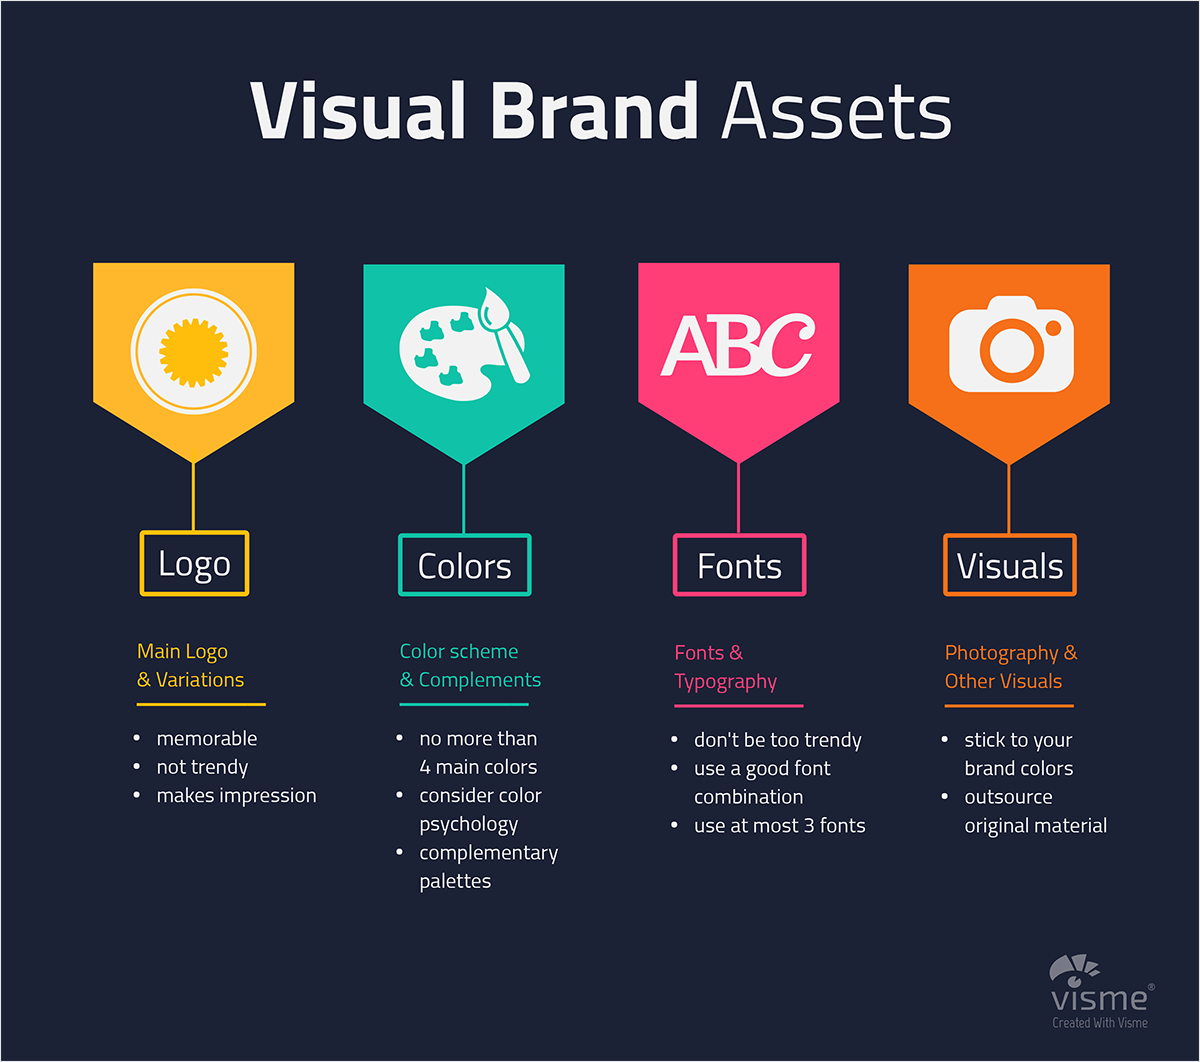 Visual Brand Assets
ABC
Logo
Colors
Fonts
Visuals
Main Logo
& Variations
memorable
not trendy
makes impression
Color scheme
& Complements
no more than
4 main colors
consider color
psychology
complementary
palettes
Fonts &
Typography
don't be too trendy
use a good font
combination
use at most 3 fonts
Photography &
Other Visuals
stick to your
brand colors
outsource
original material
visme®
Created With Visme